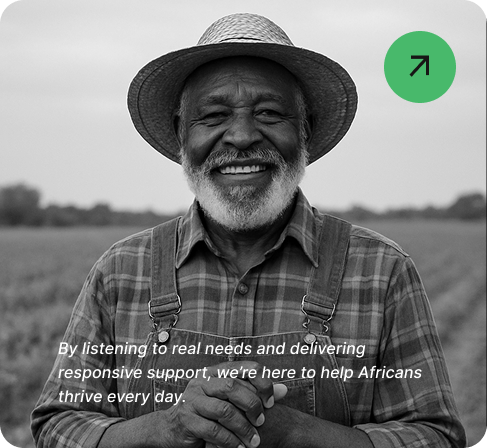 By listening to real needs and delivering
responsive support, we're here to help Africans
thrive every day.